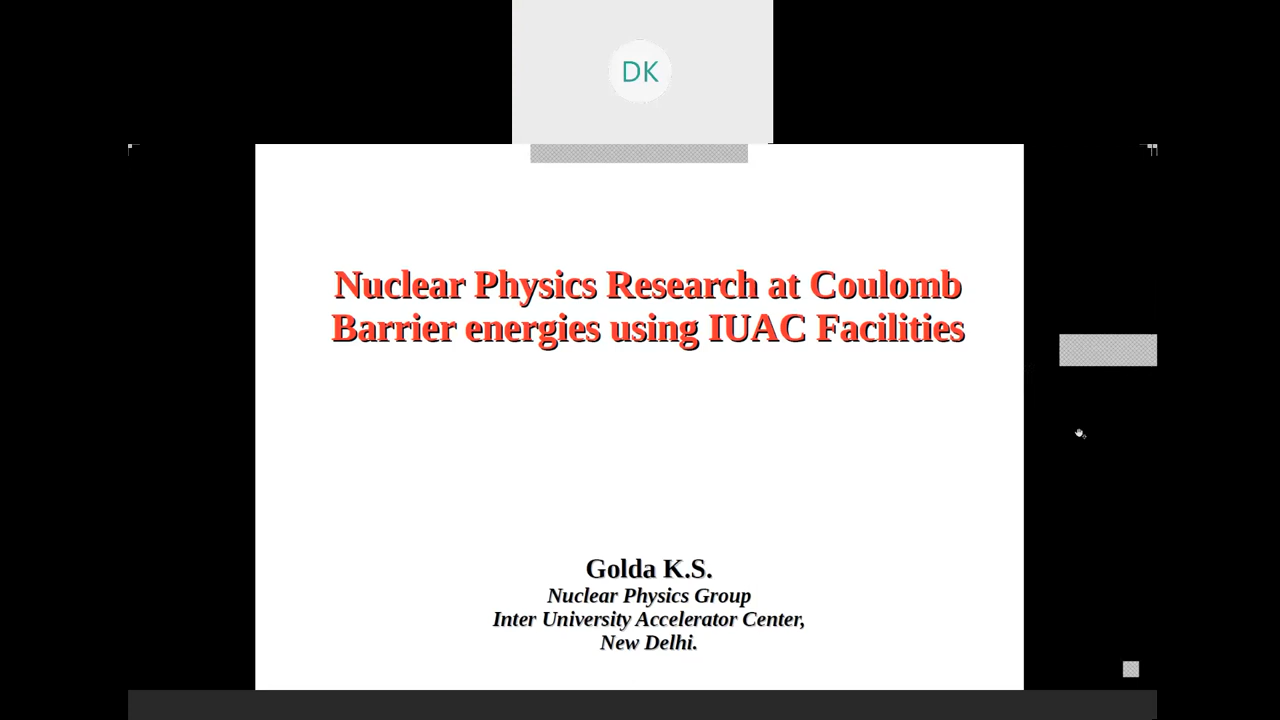 DK
Nuclear Physics Research at Coulomb
Barrier energies using IUAC Facilities
Golda K.S.
Nuclear Physics Group
Inter University Accelerator Center,
New Delhi.